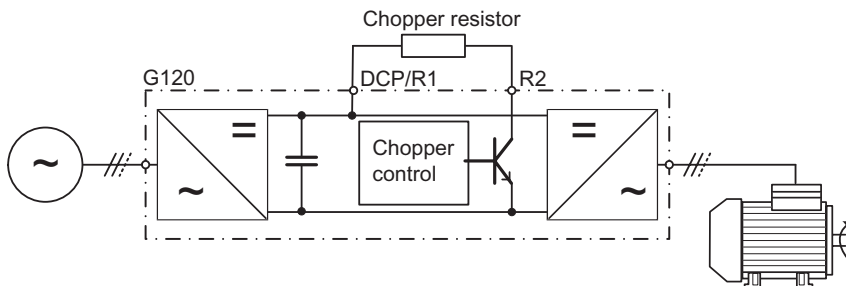 Chopper resistor
G120
DCP/R1
R2
Chopper
control
=
=
~
~
~